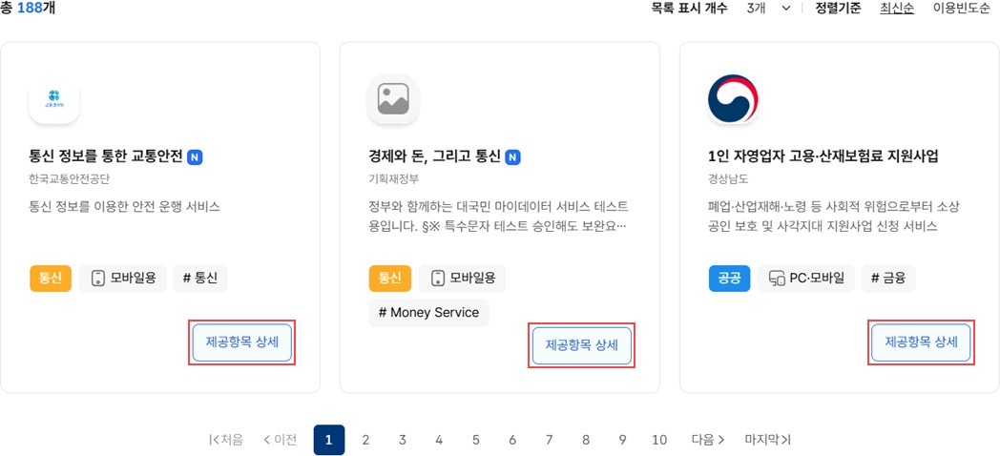 총 188개
목록 표시 개수 3개 정렬기준 최신순 이용빈도순
통신 정보를 통한 교통안전 N
한국교통안전공단
통신 정보를 이용한 안전 운행 서비스
통신 모바일용 # 통신
제공항목 상세
경제와 돈, 그리고 통신 N
기획재정부
정부와 함께하는 대국민 마이데이터 서비스 테스트
용입니다. §※ 특수문자 테스트 승인해도 보완요…
통신 모바일용
# Money Service
제공항목 상세
1인 자영업자 고용·산재보험료 지원사업
경상남도
폐업·산업재해·노령 등 사회적 위험으로부터 소상
공인 보호 및 사각지대 지원사업 신청 서비스
공공 PC·모바일 # 금융
제공항목 상세
처음 이전 1 2 3 4 5 6 7 8 9 10 다음 마지막